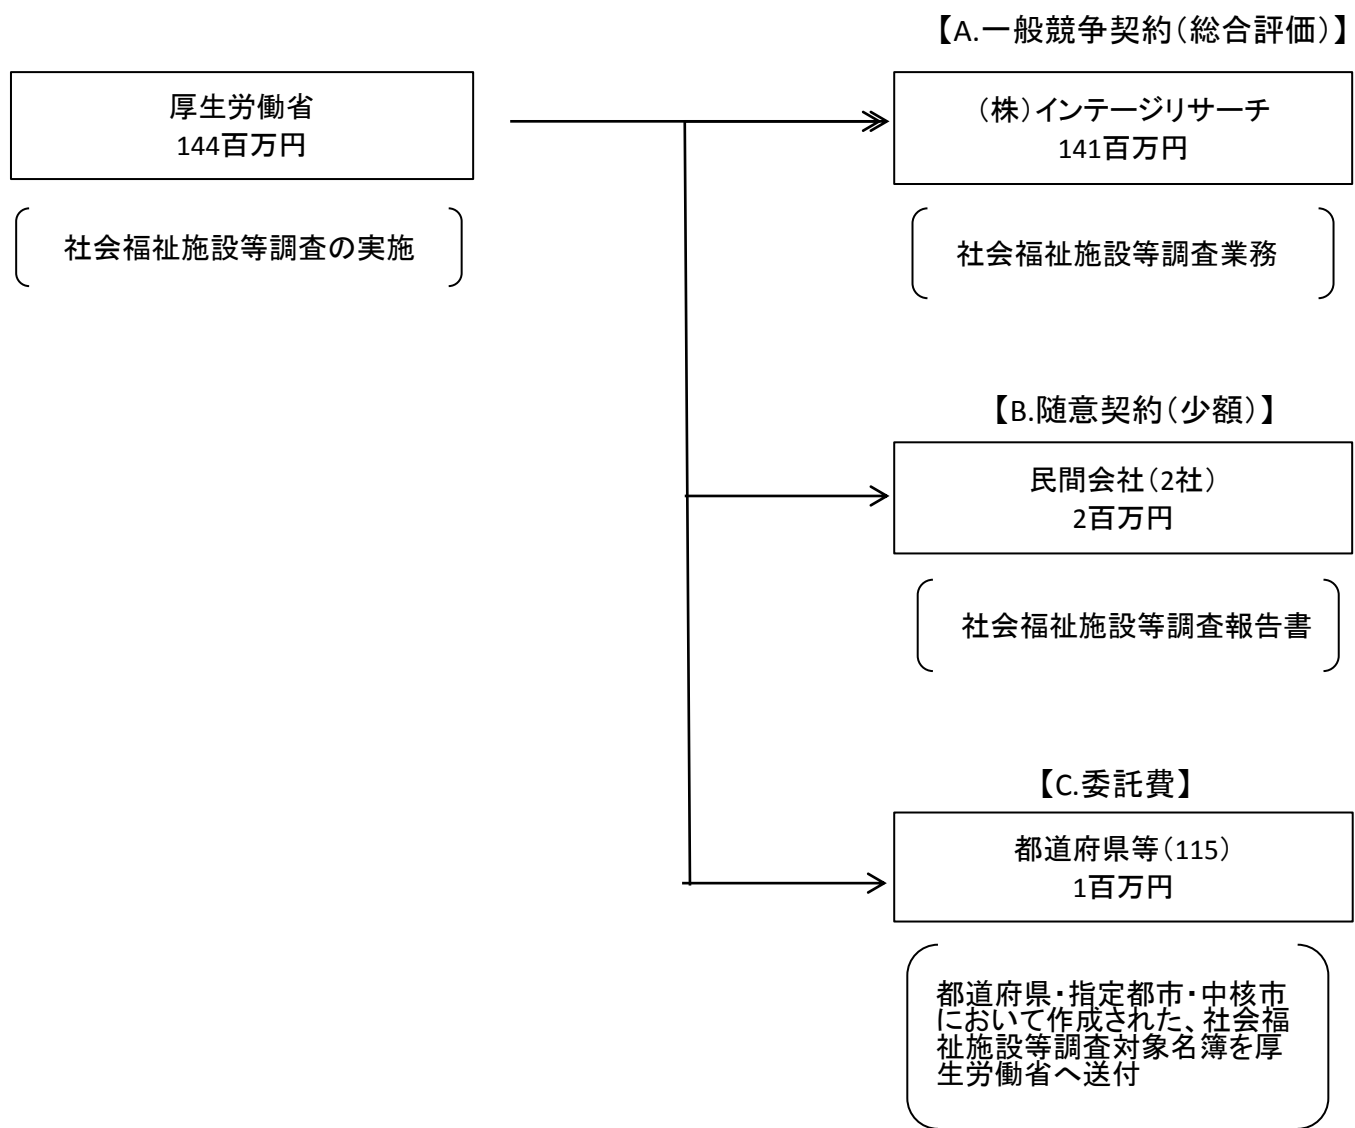 【A.一般競争契約（総合評価）】
厚生労働省
144百万円
（株）インテージリサーチ
141百万円
社会福祉施設等調査の実施
社会福祉施設等調査業務
【B.随意契約（少額）】
民間会社（2社）
2百万円
社会福祉施設等調査報告書
【C.委託費】
都道府県等（115）
1百万円
都道府県・指定都市・中核市
において作成された、社会福
祉施設等調査対象名簿を厚
生労働省へ送付